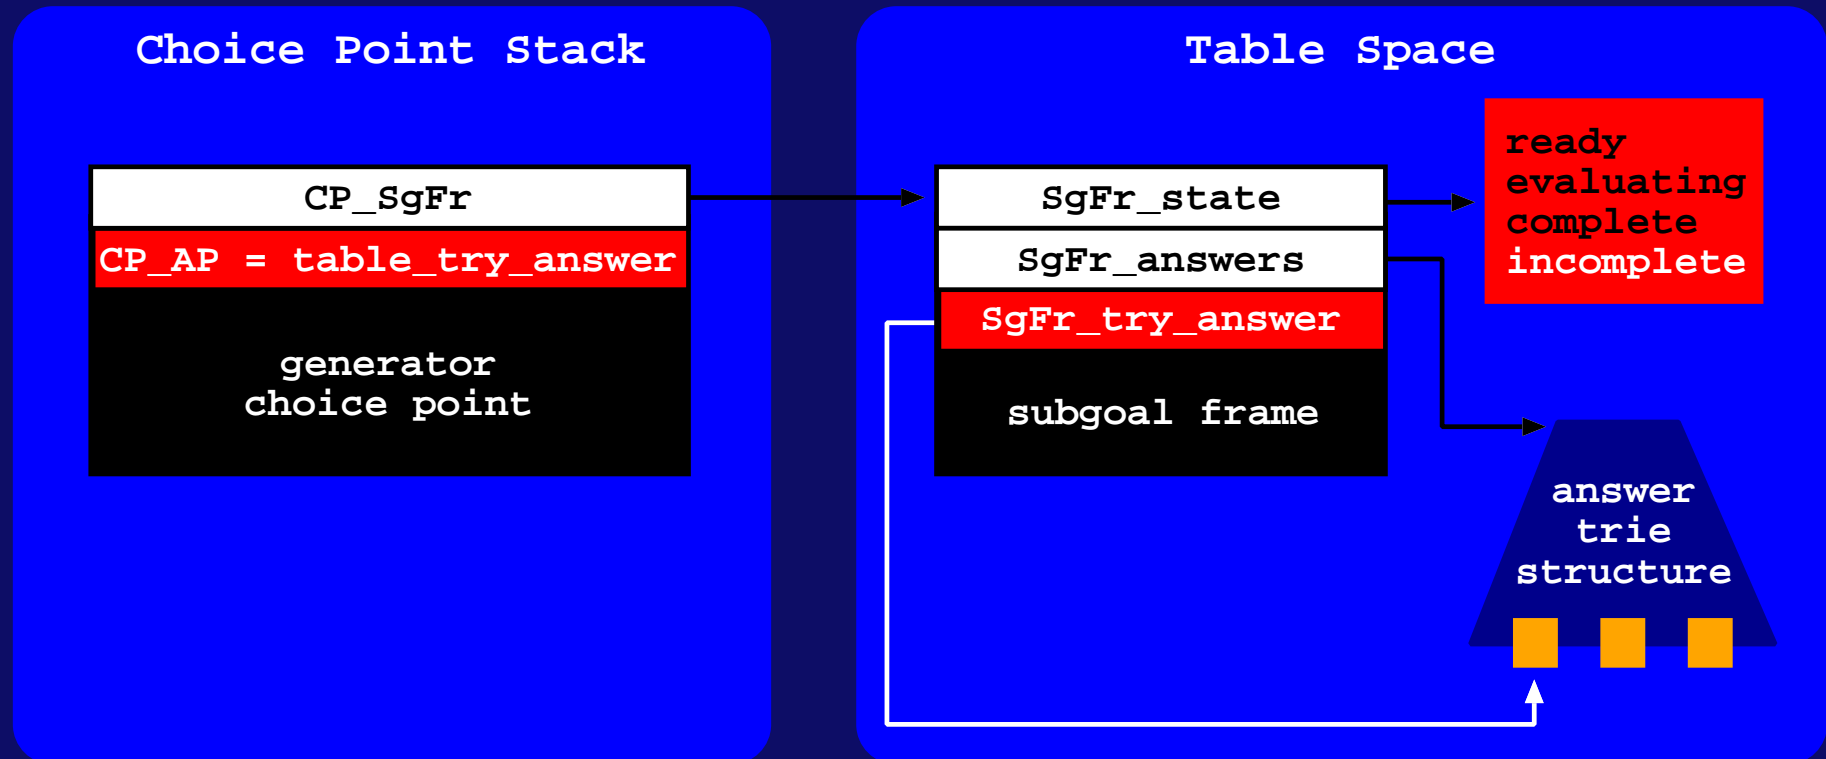 Choice Point Stack
CP_SgFr
CP_AP = table_try_answer
generator
choice point
Table Space
SgFr_state
SgFr_answers
SgFr_try_answer
subgoal frame
ready
evaluating
complete
incomplete
answer
trie
structure